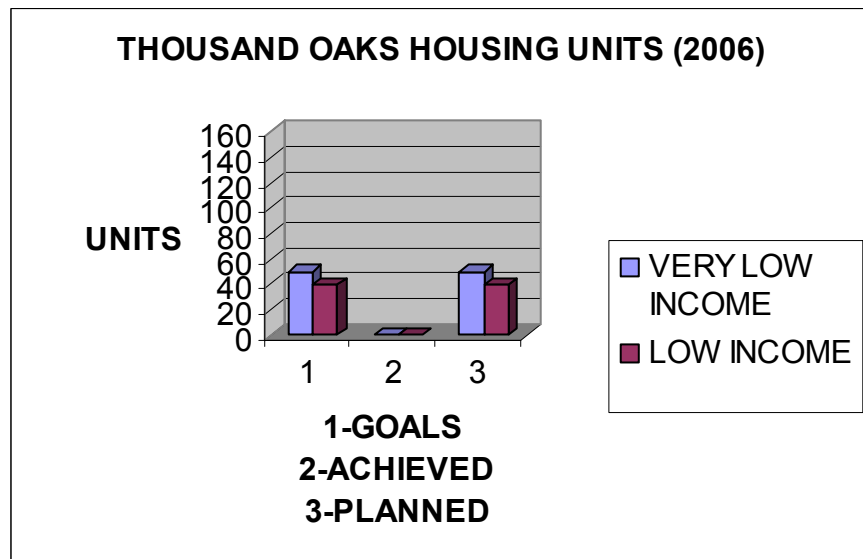 THOUSAND OAKS HOUSING UNITS (2006)
160
140
120
100
80
60
40
20
0
UNITS
1 2 3
1-GOALS
2-ACHIEVED
3-PLANNED
VERY LOW
INCOME
LOW INCOME